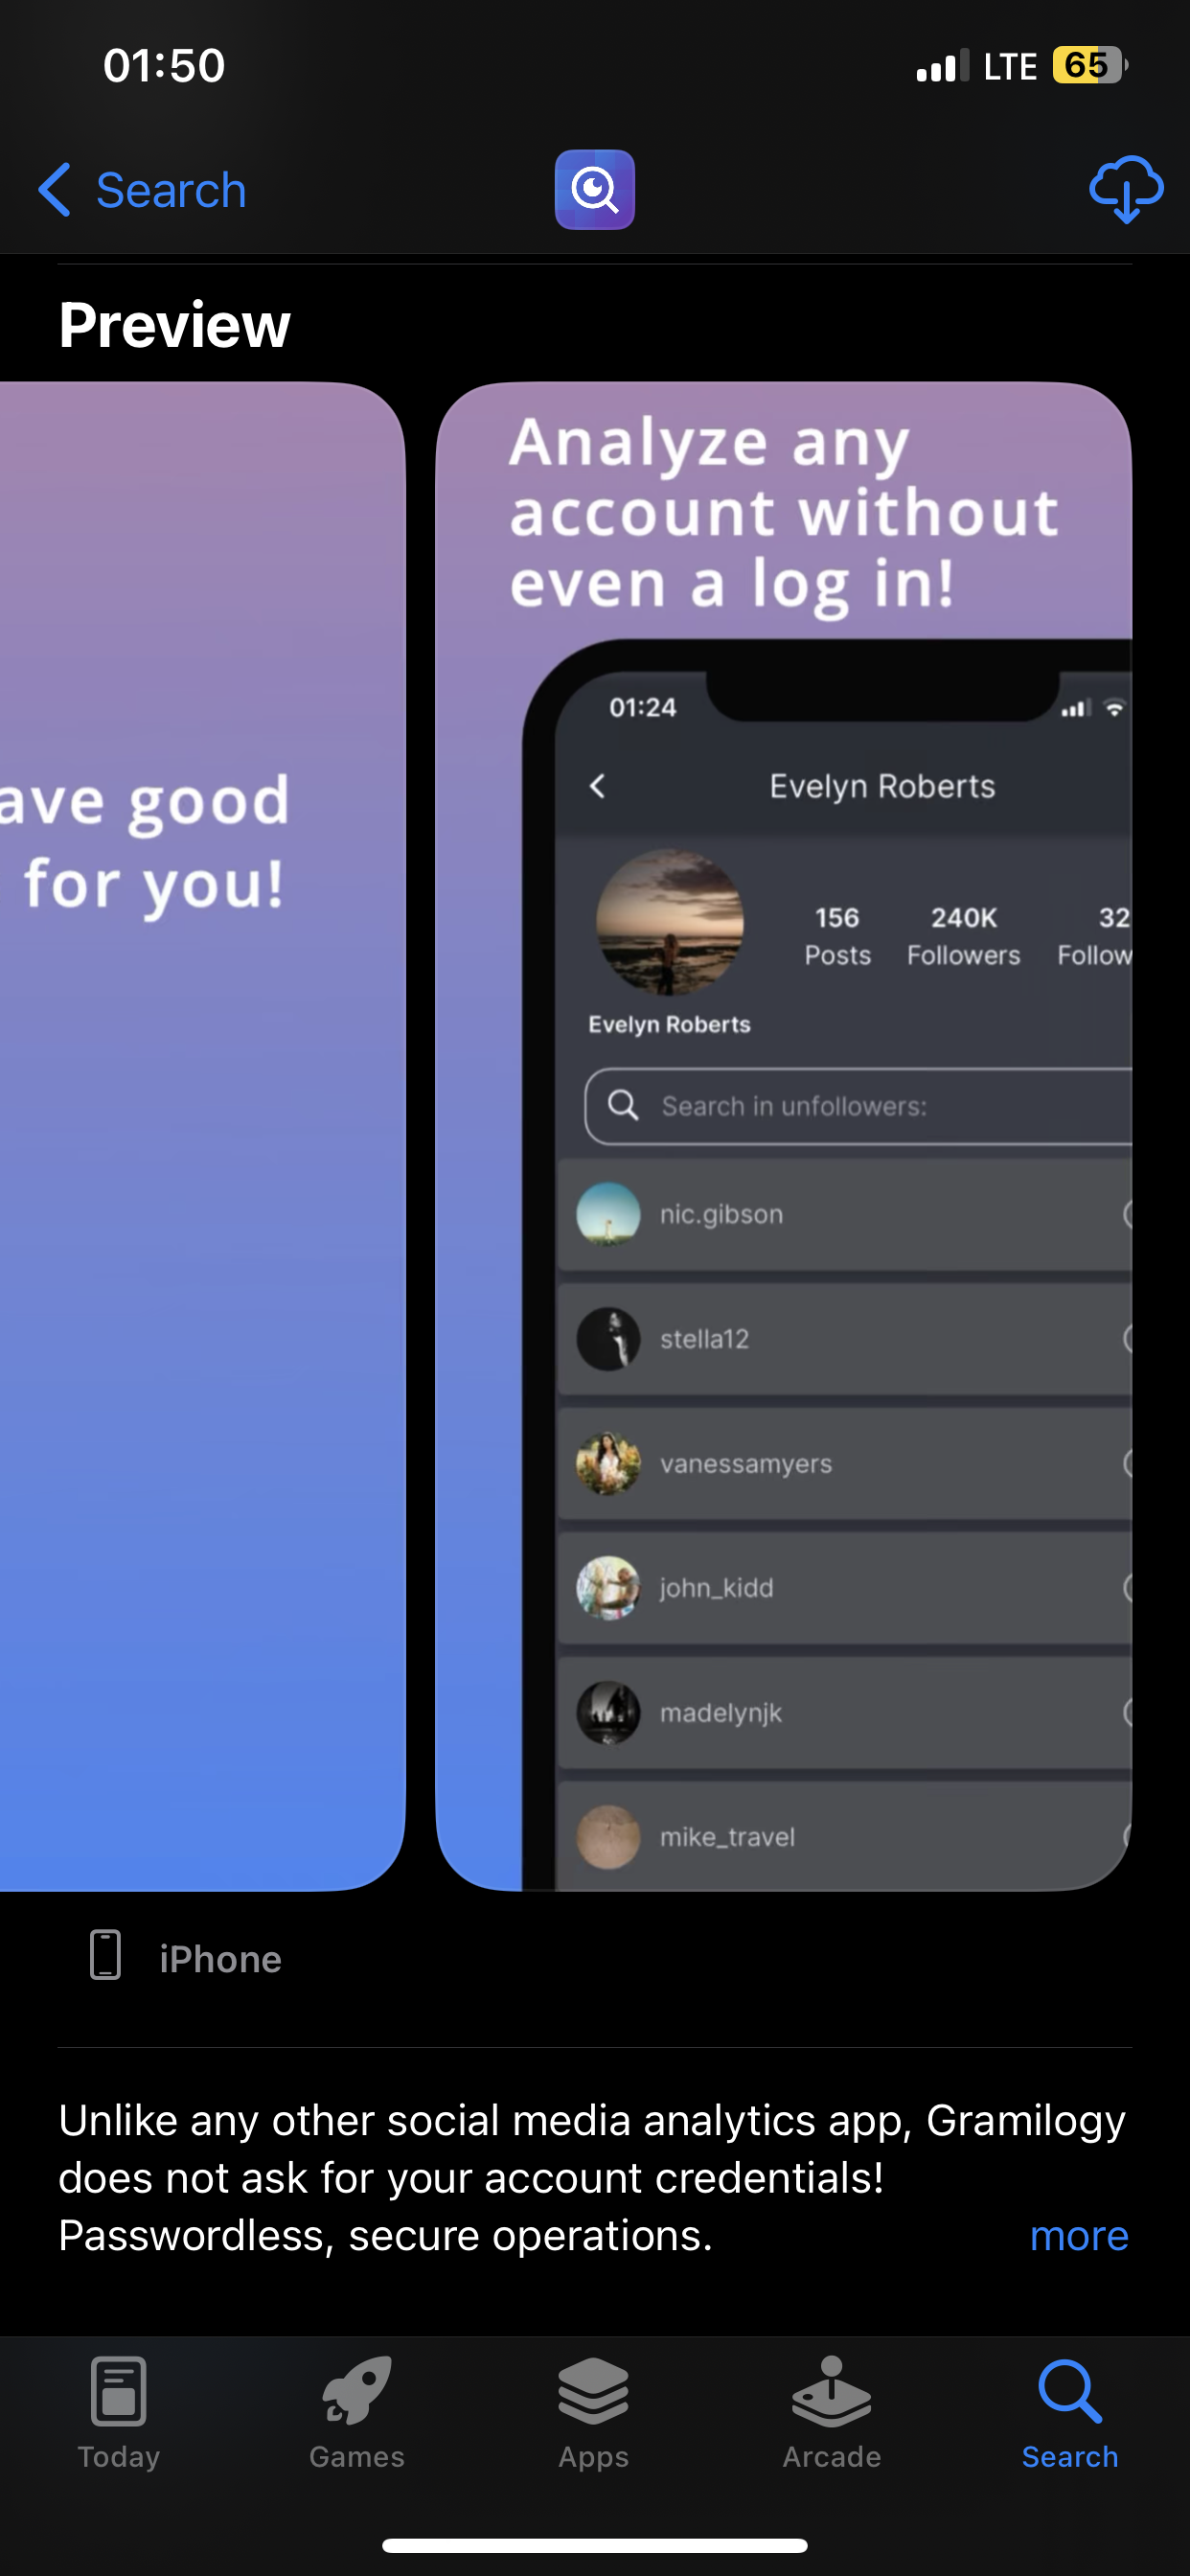 01:50
LTE
65
Search
Preview
ave good
for you!
Analyze any
account without
even a log in!
01:24
Evelyn Roberts
156
240K
32
Posts
Followers
Follow
Evelyn Roberts
Search in unfollowers:
nic.gibson
stella12
vanessamyers
john_kidd
madelynjk
mike_travel
iPhone
Unlike any other social media analytics app, Gramilogy
does not ask for your account credentials!
Passwordless, secure operations.
more
Today
Games
Apps
Arcade
Search